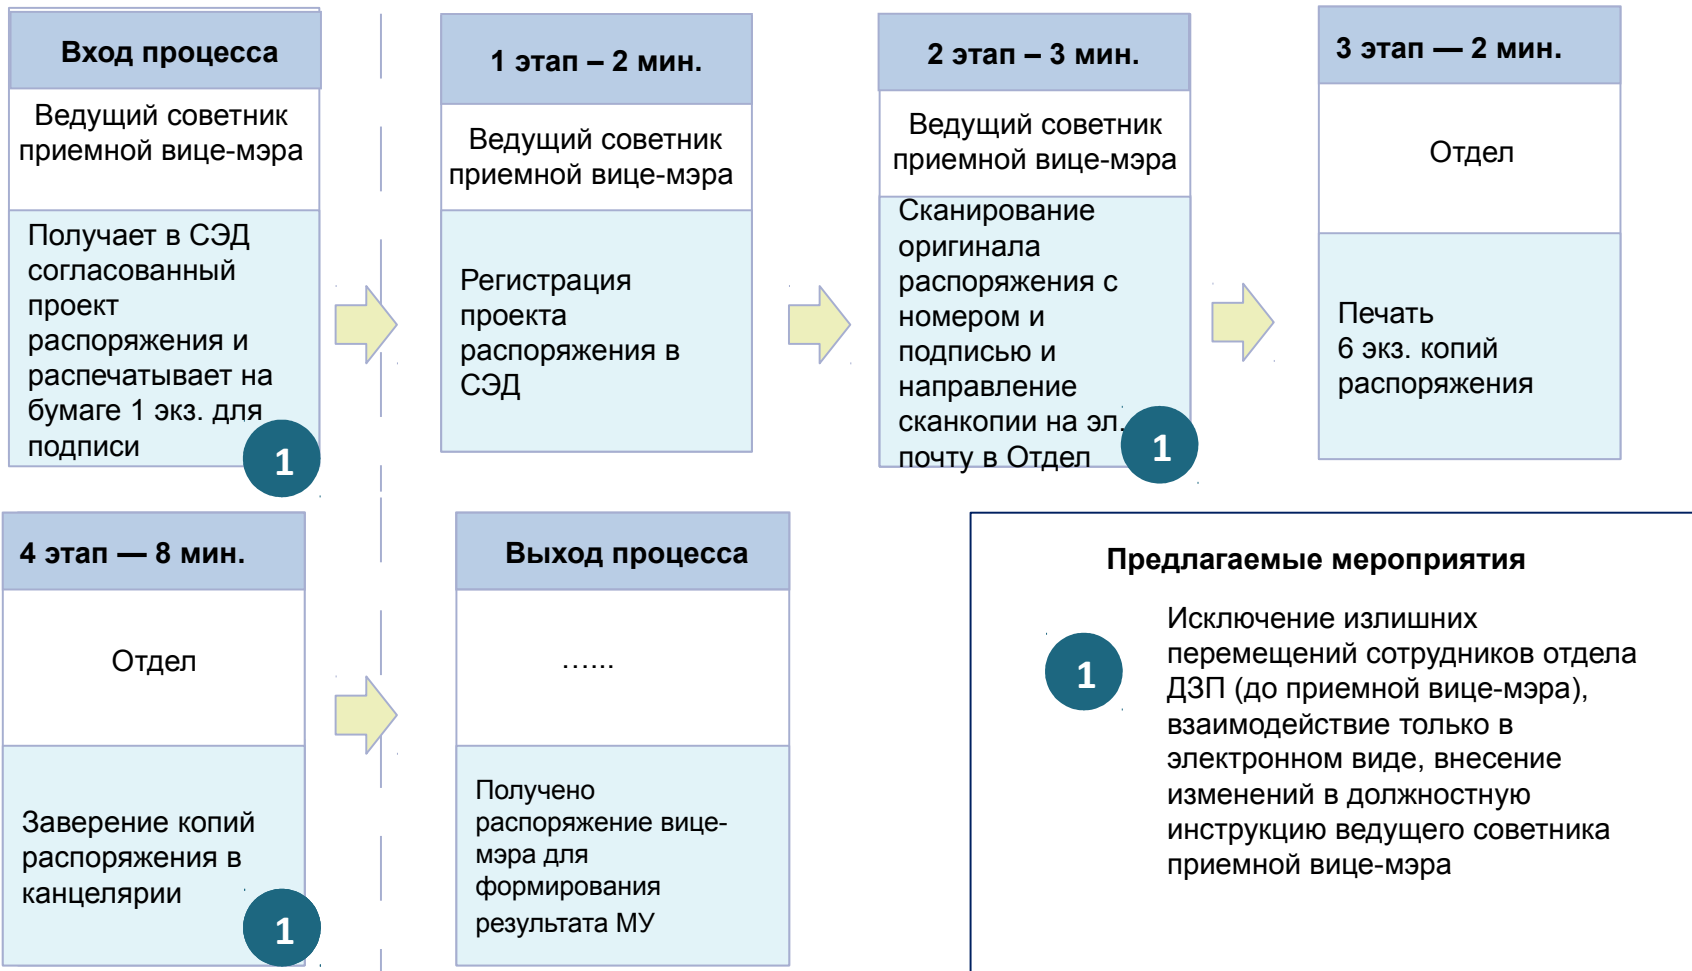 Вход процесса
Ведущий советник
приемной вице-мэра
Получает в СЭД
согласованный
проект
распоряжения и
распечатывает на
бумаге 1 экз. для
подписи
1
1 этап – 2 мин.
Ведущий советник
приемной вице-мэра
Регистрация
проекта
распоряжения в
СЭД
2 этап – 3 мин.
Ведущий советник
приемной вице-мэра
Сканирование
оригинала
распоряжения с
номером и
подписью и
направление
сканкопии на эл.
почту в Отдел
1
3 этап — 2 мин.
Отдел
Печать
6 экз. копий
распоряжения
4 этап — 8 мин.
Отдел
Заверение копий
распоряжения в
канцелярии
1
Выход процесса
…...
Получено
распоряжение вице-
мэра для
формирования
результата МУ
Предлагаемые мероприятия
1
Исключение излишних
перемещений сотрудников отдела
ДЗП (до приемной вице-мэра),
взаимодействие только в
электронном виде, внесение
изменений в должностную
инструкцию ведущего советника
приемной вице-мэра